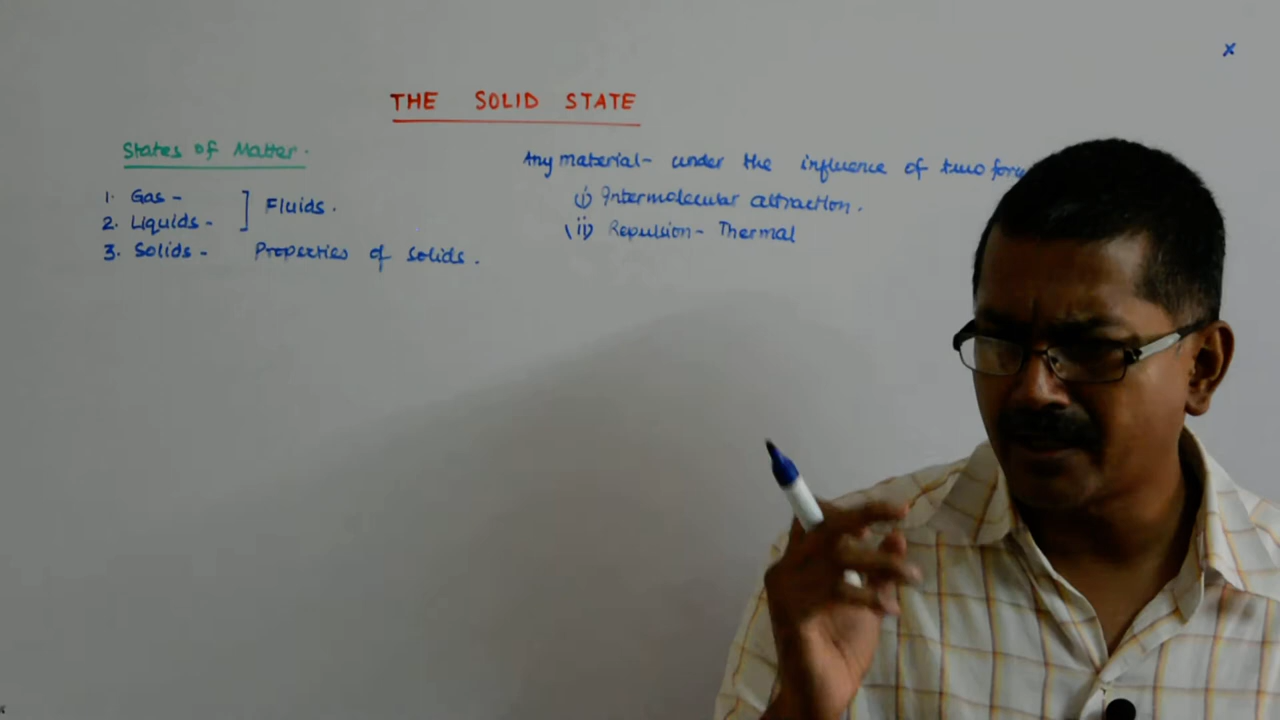 x
THE SOLID STATE
States of Matter.
1. Gas -
2. Liquids -
] Fluids.
3. Solids - Properties of solids.
Any material- under the influence of two
(i) Intermolecular attraction.
(ii) Repulsion- Thermal